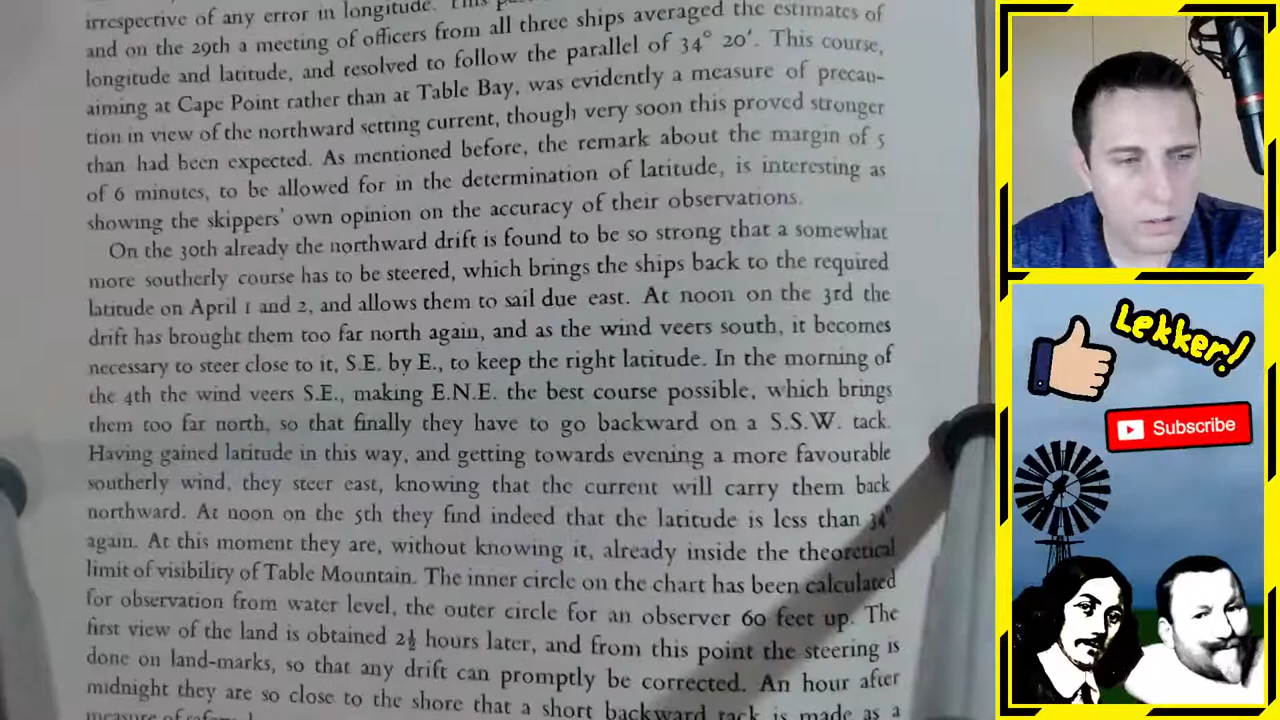 irrespective of any error in longitude. This
and on the 29th a meeting of officers from all three ships averaged the estimates of
longitude and latitude, and resolved to follow the parallel of 34° 20′. This course,
aiming at Cape Point rather than at Table Bay, was evidently a measure of precau-
tion in view of the northward setting current, though very soon this proved stronger
than had been expected. As mentioned before, the remark about the margin of 5
of 6 minutes, to be allowed for in the determination of latitude, is interesting as
showing the skippers' own opinion on the accuracy of their observations.
On the 30th already the northward drift is found to be so strong that a somewhat
more southerly course has to be steered, which brings the ships back to the required
latitude on April 1 and 2, and allows them to sail due east. At noon on the 3rd the
drift has brought them too far north again, and as the wind veers south, it becomes
necessary to steer close to it, S.E. by E., to keep the right latitude. In the morning of
the 4th the wind veers S.E., making E.N.E. the best course possible, which brings
them too far north, so that finally they have to go backward on a S.S.W. tack.
Having gained latitude in this way, and getting towards evening a more favourable
southerly wind, they steer east, knowing that the current will carry them back
northward. At noon on the 5th they find indeed that the latitude is less than 34°
again. At this moment they are, without knowing it, already inside the theoretical
limit of visibility of Table Mountain. The inner circle on the chart has been calculated
for observation from water level, the outer circle for an observer 60 feet up. The
first view of the land is obtained 2½ hours later, and from this point the steering is
done on land-marks, so that any drift can promptly be corrected. An hour after
midnight they are so close to the shore that a short backward tack is made as a
measure of
Lekker!
Subscribe